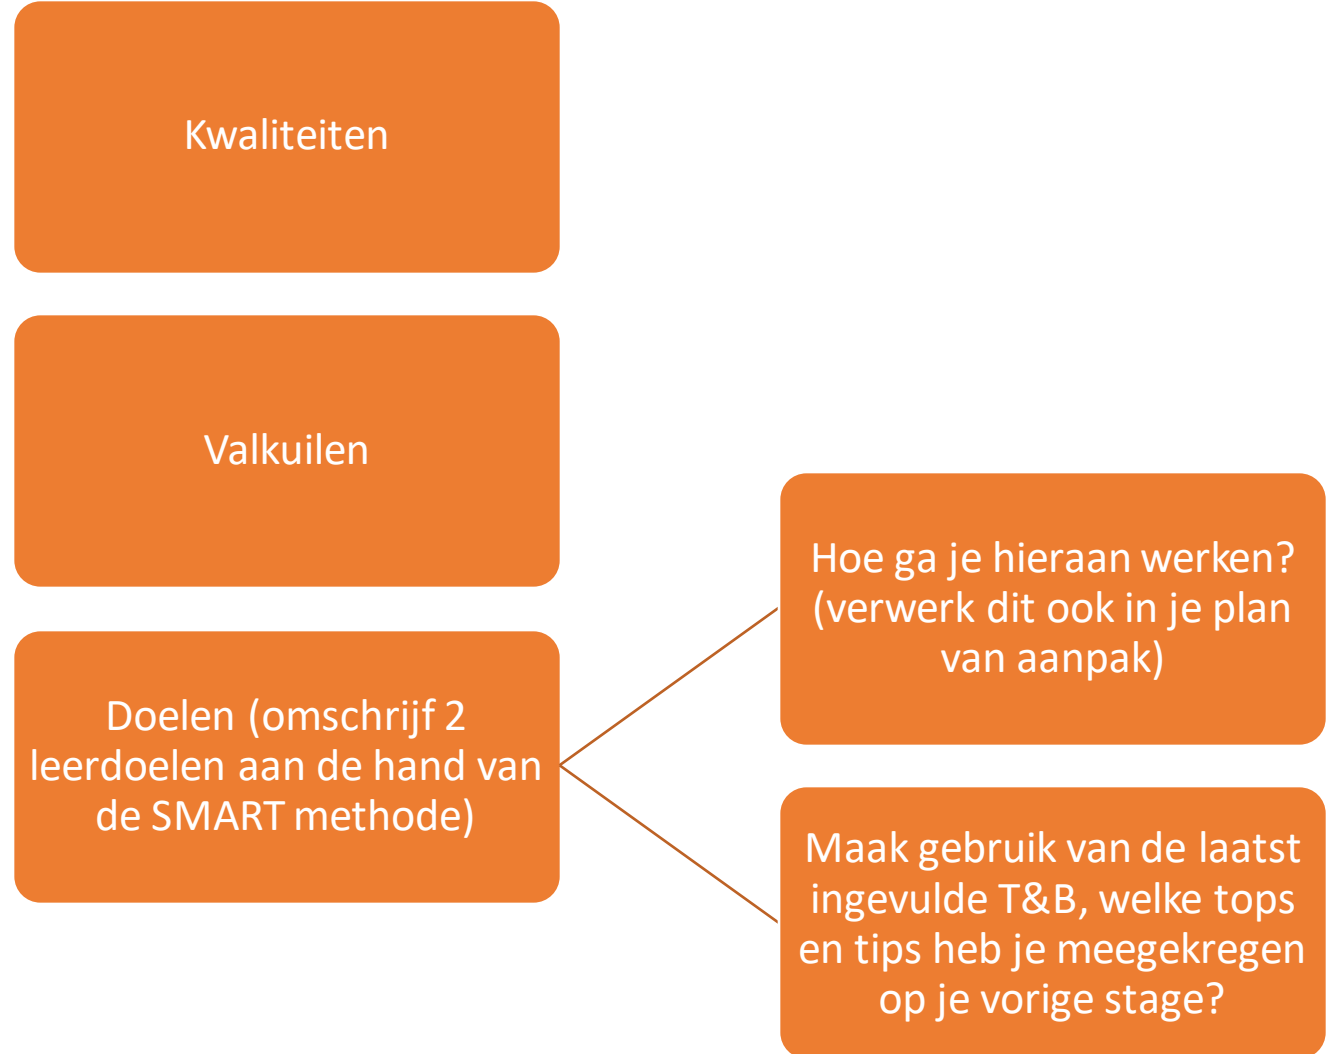 Kwaliteiten
Valkuilen
Doelen (omschrijf 2
leerdoelen aan de hand van
de SMART methode)
Hoe ga je hieraan werken?
(verwerk dit ook in je plan
van aanpak)
Maak gebruik van de laatst
ingevulde T&B, welke tops
en tips heb je meegekregen
op je vorige stage?